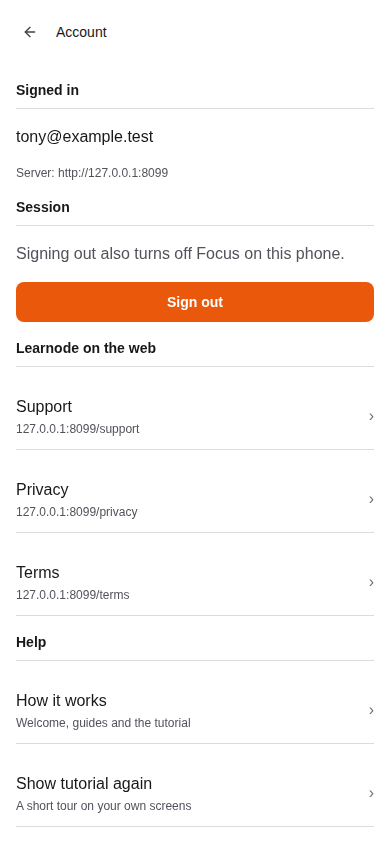 Account
Signed in
tony@example.test
Server: http://127.0.0.1:8099
Session
Signing out also turns off Focus on this phone.
Sign out
Learnode on the web
Support
127.0.0.1:8099/support
Privacy
127.0.0.1:8099/privacy
Terms
127.0.0.1:8099/terms
Help
How it works
Welcome, guides and the tutorial
Show tutorial again
A short tour on your own screens